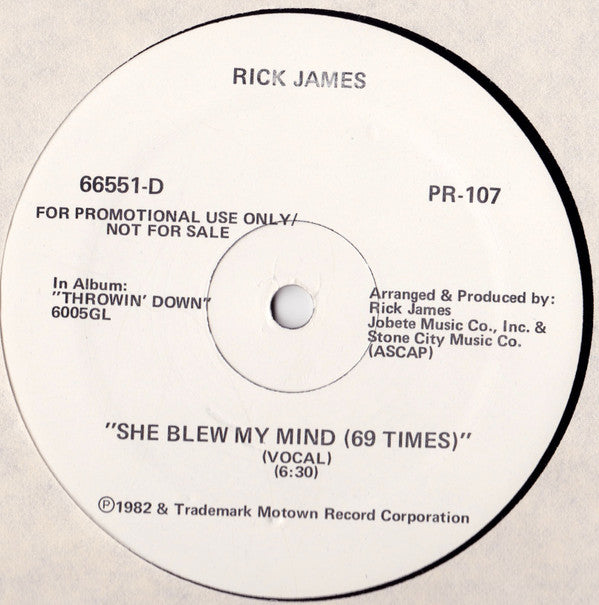 RICK JAMES
66551-D
PR-107
FOR PROMOTIONAL USE ONLY/
NOT FOR SALE
In Album:
"THROWIN' DOWN"
6005GL
Arranged & Produced by:
Rick James
Jobete Music Co., Inc. &
Stone City Music Co.
(ASCAP)
"SHE BLEW MY MIND (69 TIMES)"
(VOCAL)
(6:30)
Ⓟ1982 & Trademark Motown Record Corporation